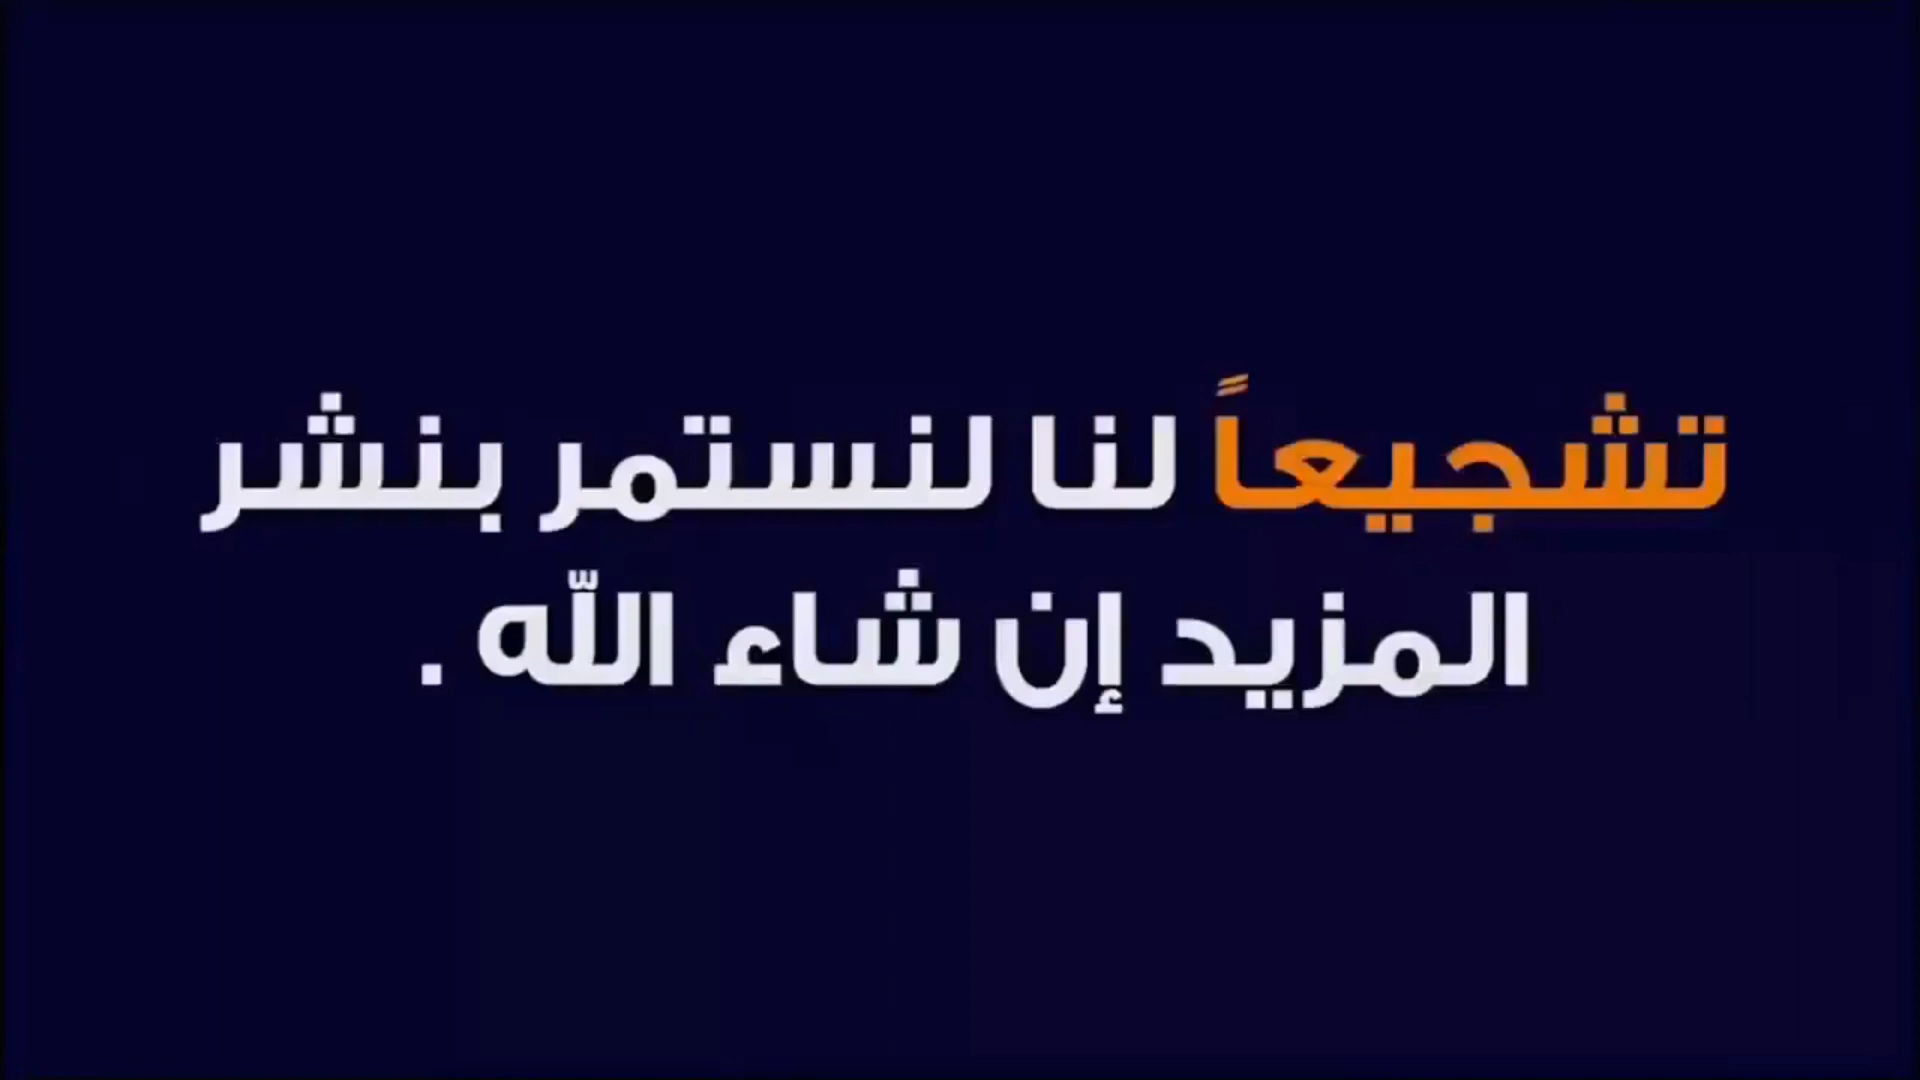 تشجيعاً لنا لنستمر بنشر
المزيد إن شاء اللّه .